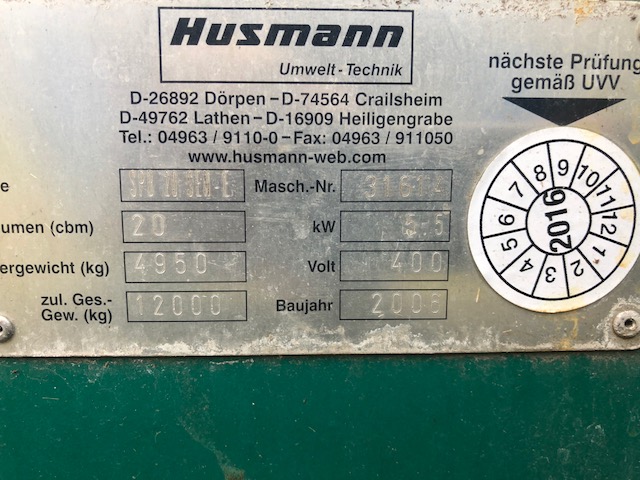 Husmann
Umwelt-Technik
nächste Prüfung
gemäß UVV
D-26892 Dörpen – D-74564 Crailsheim
D-49762 Lathen – D-16909 Heiligengrabe
Tel.: 04963 / 9110-0 – Fax: 04963 / 911050
www.husmann-web.com
Masch.-Nr.
20 kW 5.5
(cbm)
(kg) 4950 Volt 400
zul. Ges.-
Gew. (kg) 12000 Baujahr
2016
1 2 3 4 5 6 7 8 9 10 11 12